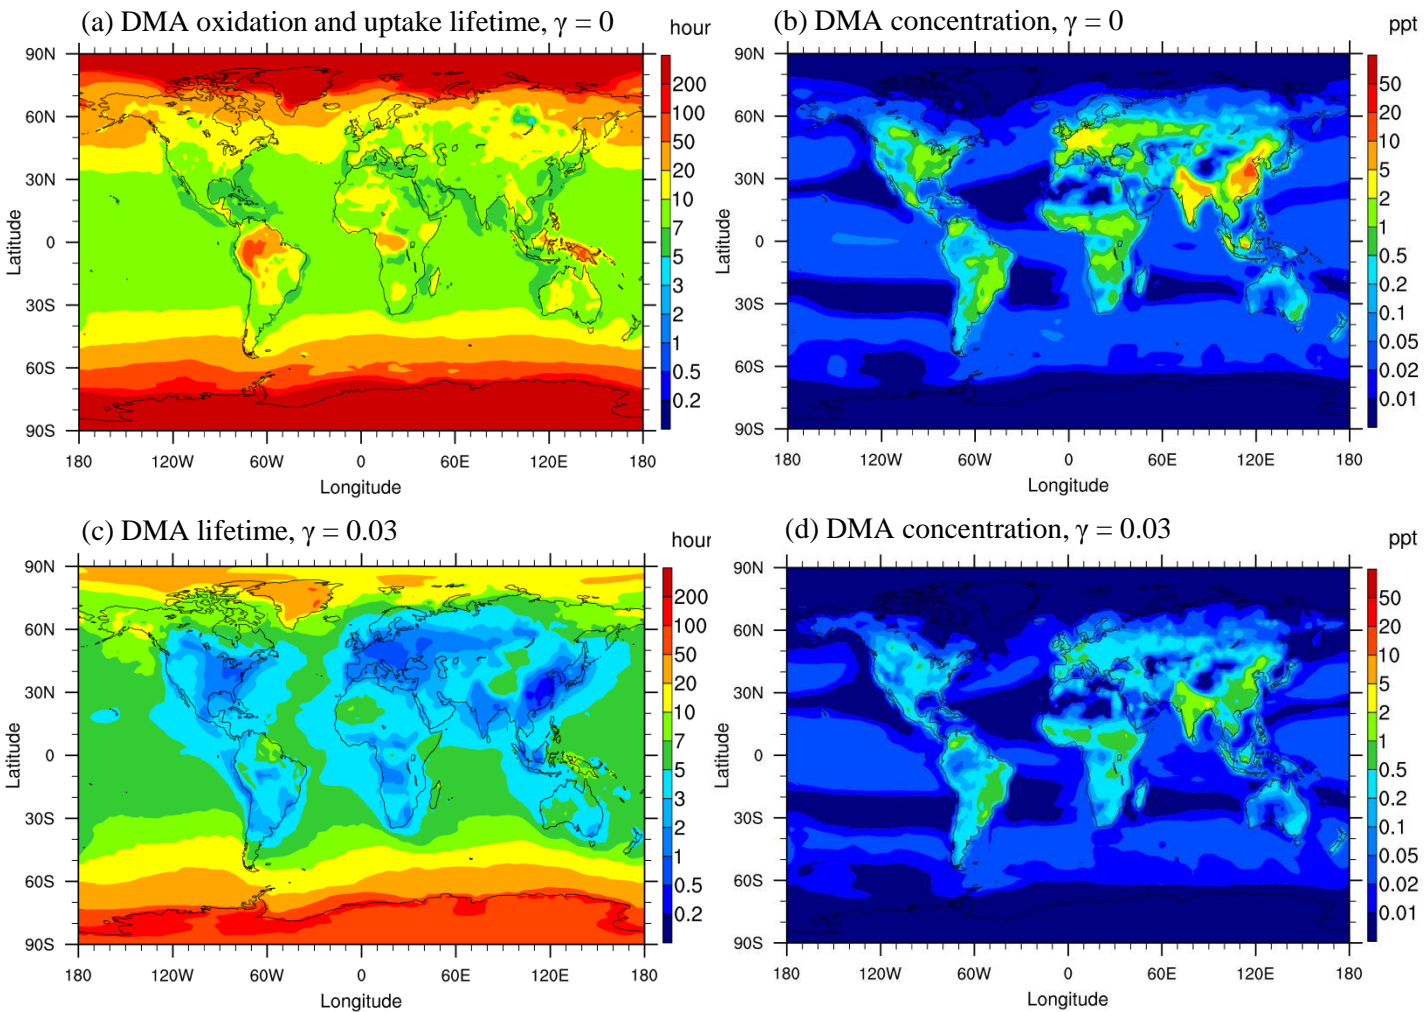 (a) DMA oxidation and uptake lifetime, γ = 0
hour
90N
60N
30N
0
30S
60S
90S
Latitude
180
120W
60W
0
60E
120E
180
Longitude
200
100
50
20
10
7
5
3
2
1
0.5
0.2
(b) DMA concentration, γ = 0
ppt
90N
60N
30N
0
30S
60S
90S
Latitude
180
120W
60W
0
60E
120E
180
Longitude
50
20
10
5
2
1
0.5
0.2
0.1
0.05
0.02
0.01
(c) DMA lifetime, γ = 0.03
hour
90N
60N
30N
0
30S
60S
90S
Latitude
180
120W
60W
0
60E
120E
180
Longitude
200
100
50
20
10
7
5
3
2
1
0.5
0.2
(d) DMA concentration, γ = 0.03
ppt
90N
60N
30N
0
30S
60S
90S
Latitude
180
120W
60W
0
60E
120E
180
Longitude
50
20
10
5
2
1
0.5
0.2
0.1
0.05
0.02
0.01